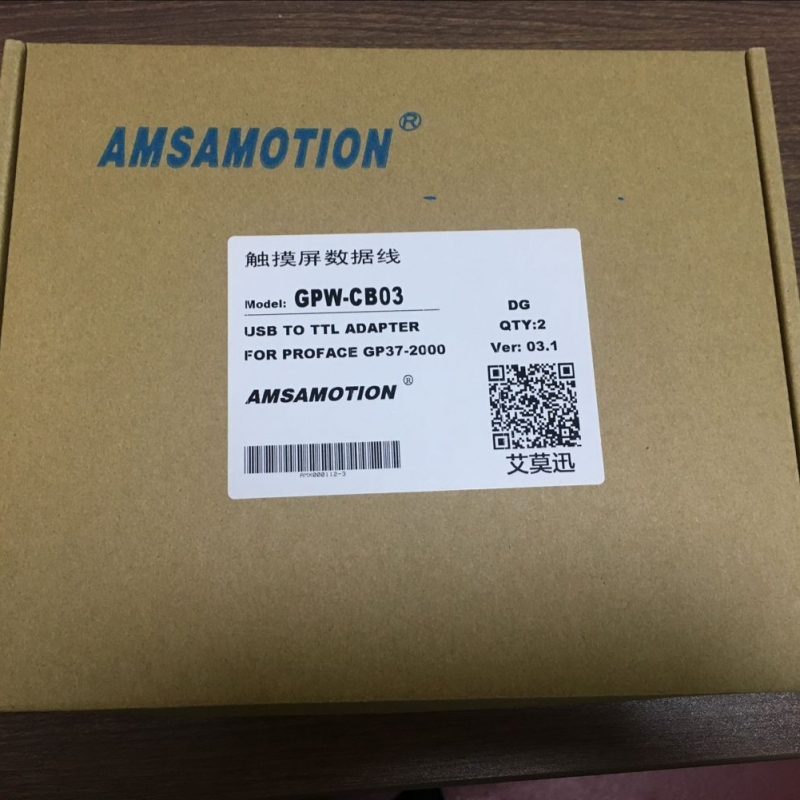 AMSAMOTION®
触摸屏数据线
Model: GPW-CB03
USB TO TTL ADAPTER
FOR PROFACE GP37-2000
AMSAMOTION®
DG
QTY:2
Ver: 03.1
艾莫迅